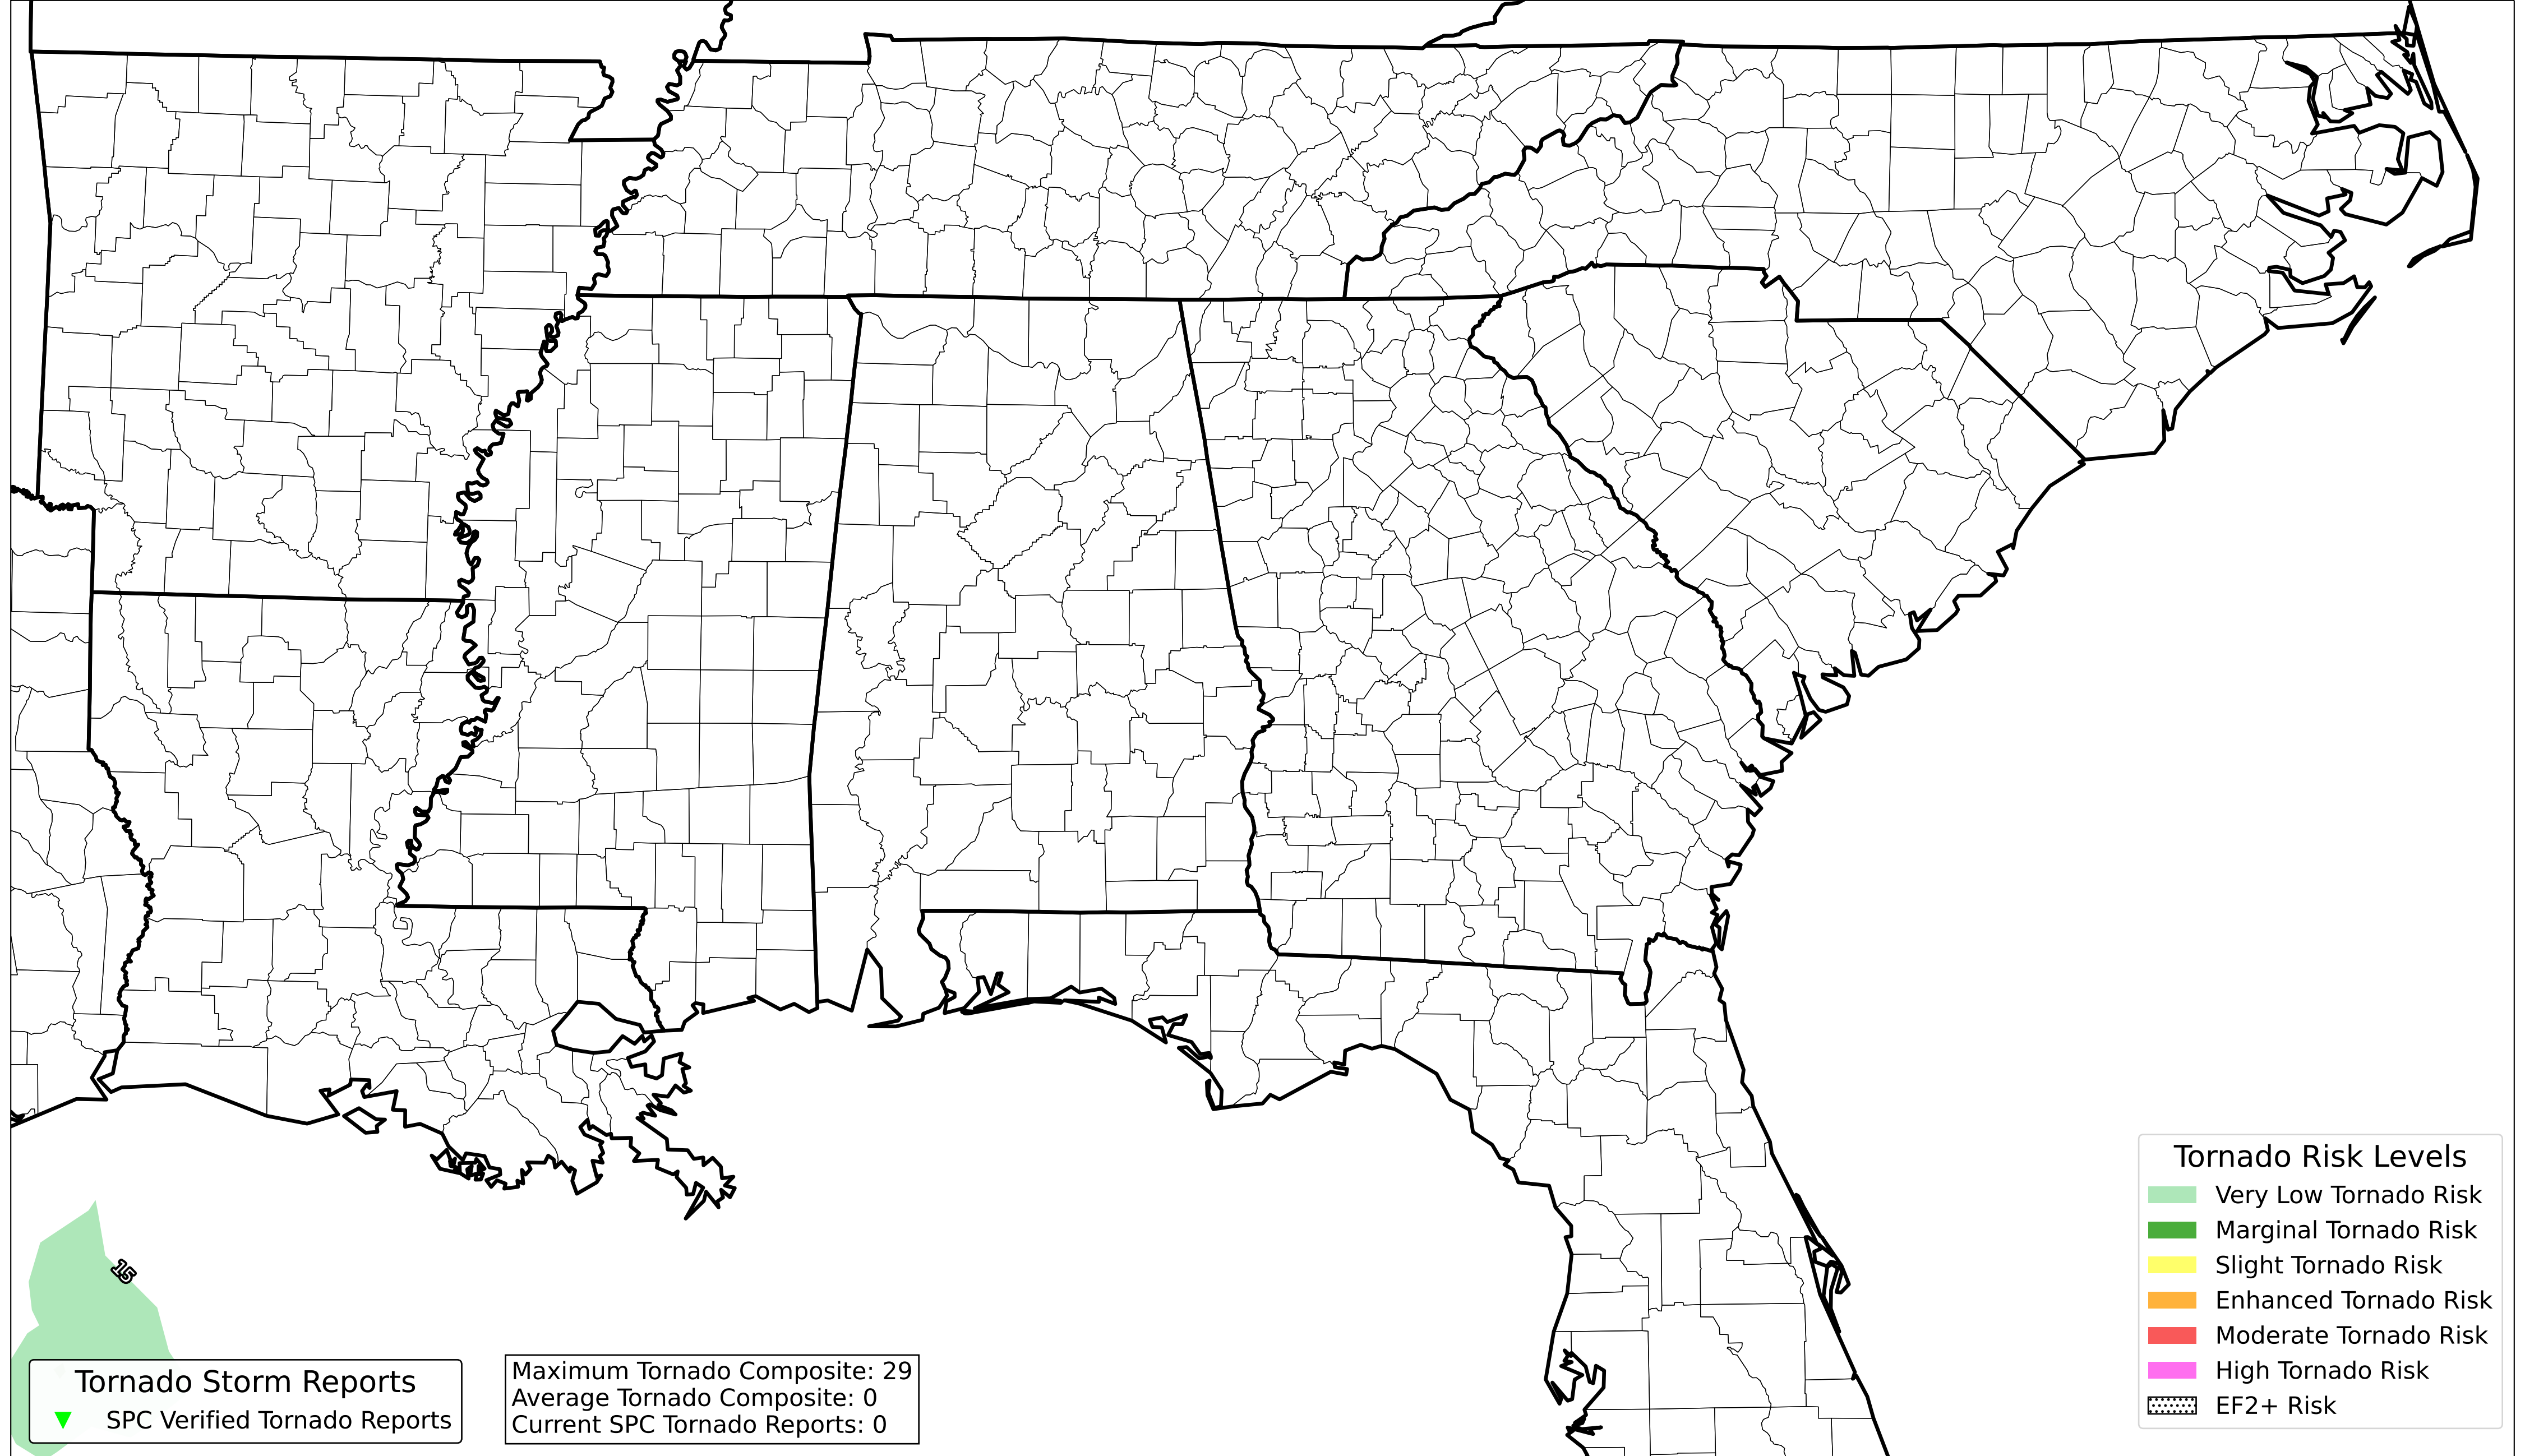 15
Tornado Storm Reports
SPC Verified Tornado Reports
Maximum Tornado Composite: 29
Average Tornado Composite: 0
Current SPC Tornado Reports: 0
Tornado Risk Levels
Very Low Tornado Risk
Marginal Tornado Risk
Slight Tornado Risk
Enhanced Tornado Risk
Moderate Tornado Risk
High Tornado Risk
EF2+ Risk